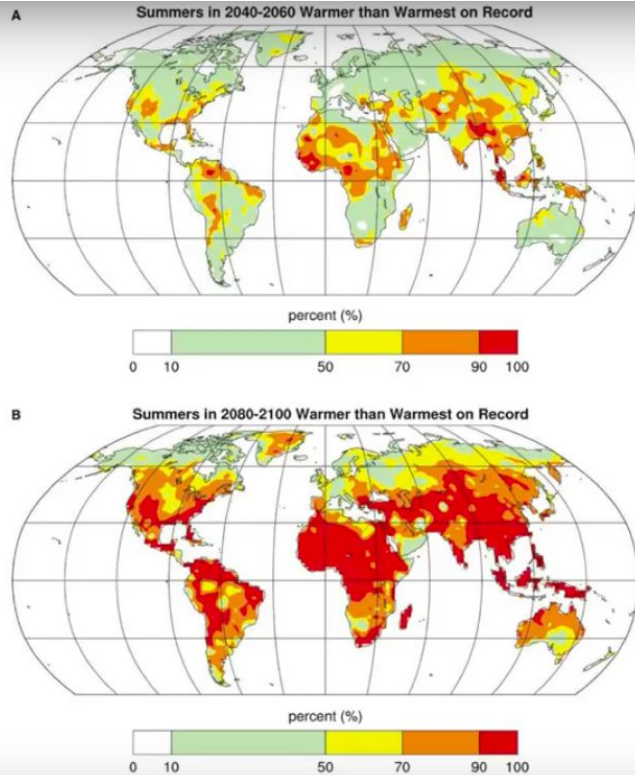 A
Summers in 2040-2060 Warmer than Warmest on Record
percent (%)
0 10 50 70 90 100
B
Summers in 2080-2100 Warmer than Warmest on Record
percent (%)
0 10 50 70 90 100